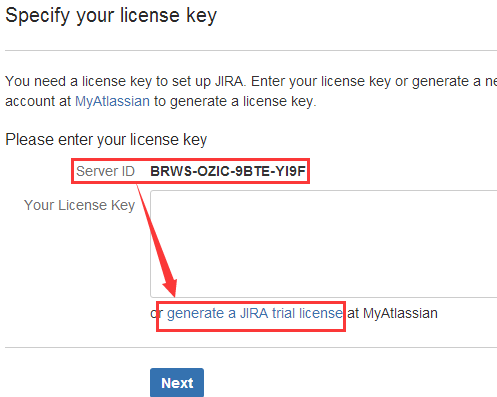 Specify your license key
You need a license key to set up JIRA. Enter your license key or generate a ne
account at MyAtlassian to generate a license key.
Please enter your license key
Server ID BRWS-OZIC-9BTE-YI9F
Your License Key
or generate a JIRA trial license at MyAtlassian
Next